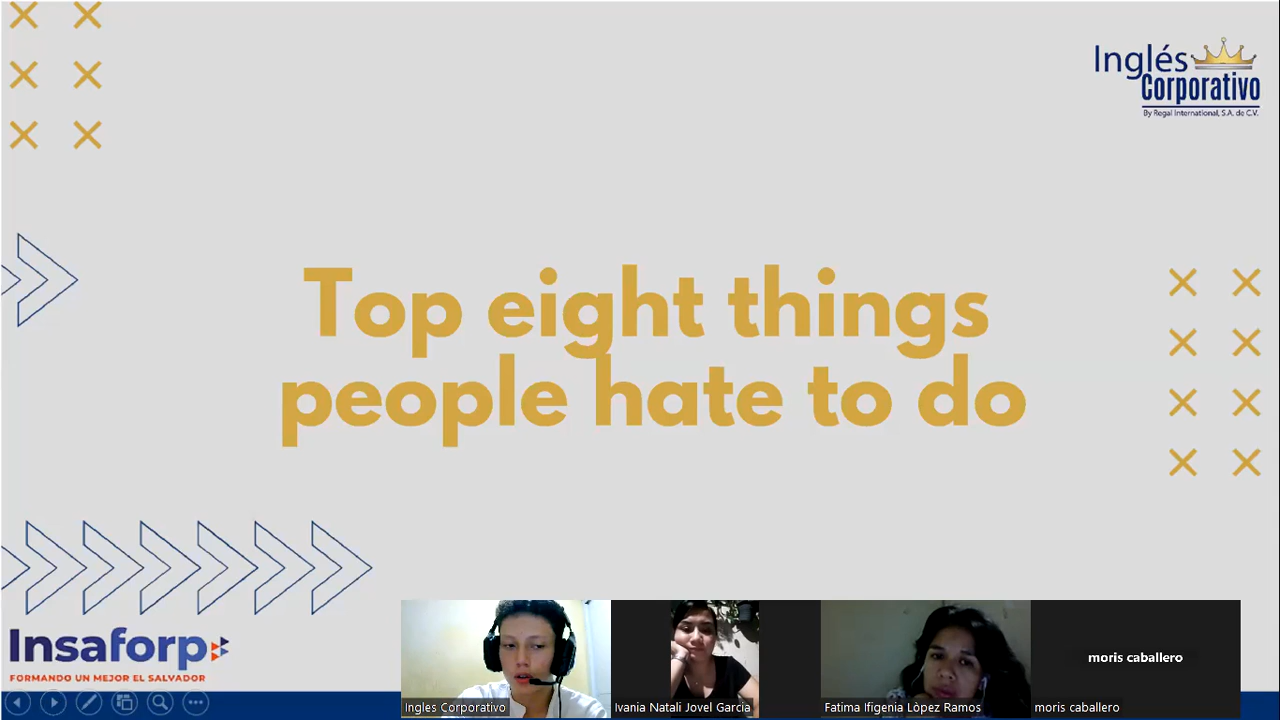 Inglés
Corporativo
By Regal International, S.A. de C.V.
Top eight things
people hate to do
Insaforp
FORMANDO UN MEJOR EL SALVADOR
moris caballero
Ingles Corporativo
Ivania Natali Jovel Garcia
Fatima Ifigenia Lòpez Ramos
moris caballero